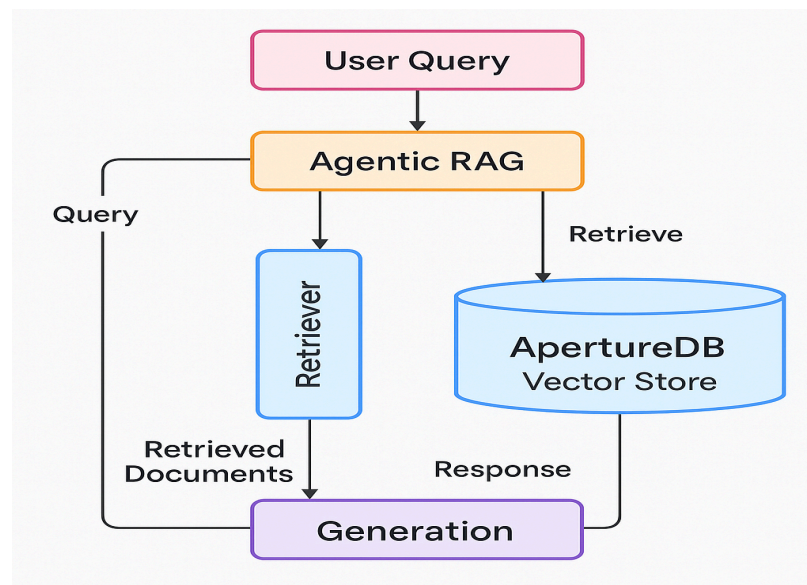 User Query
Agentic RAG
Query
Retrieve
Retriever
ApertureDB
Vector Store
Retrieved
Documents
Response
Generation